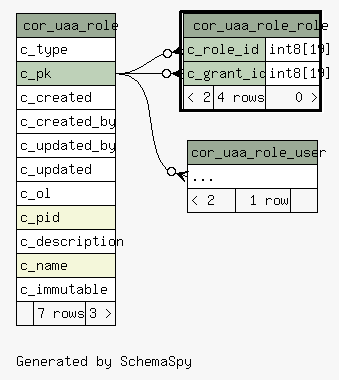 cor_uaa_role
c_type
c_pk
c_created
c_created_by
c_updated_by
c_updated
c_ol
c_pid
c_description
c_name
c_immutable
7 rows 3 >
cor_uaa_role_role
c_role_id int8[19]
c_grant_id int8[19]
< 2 4 rows 0 >
cor_uaa_role_user
...
< 2 1 row
Generated by SchemaSpy